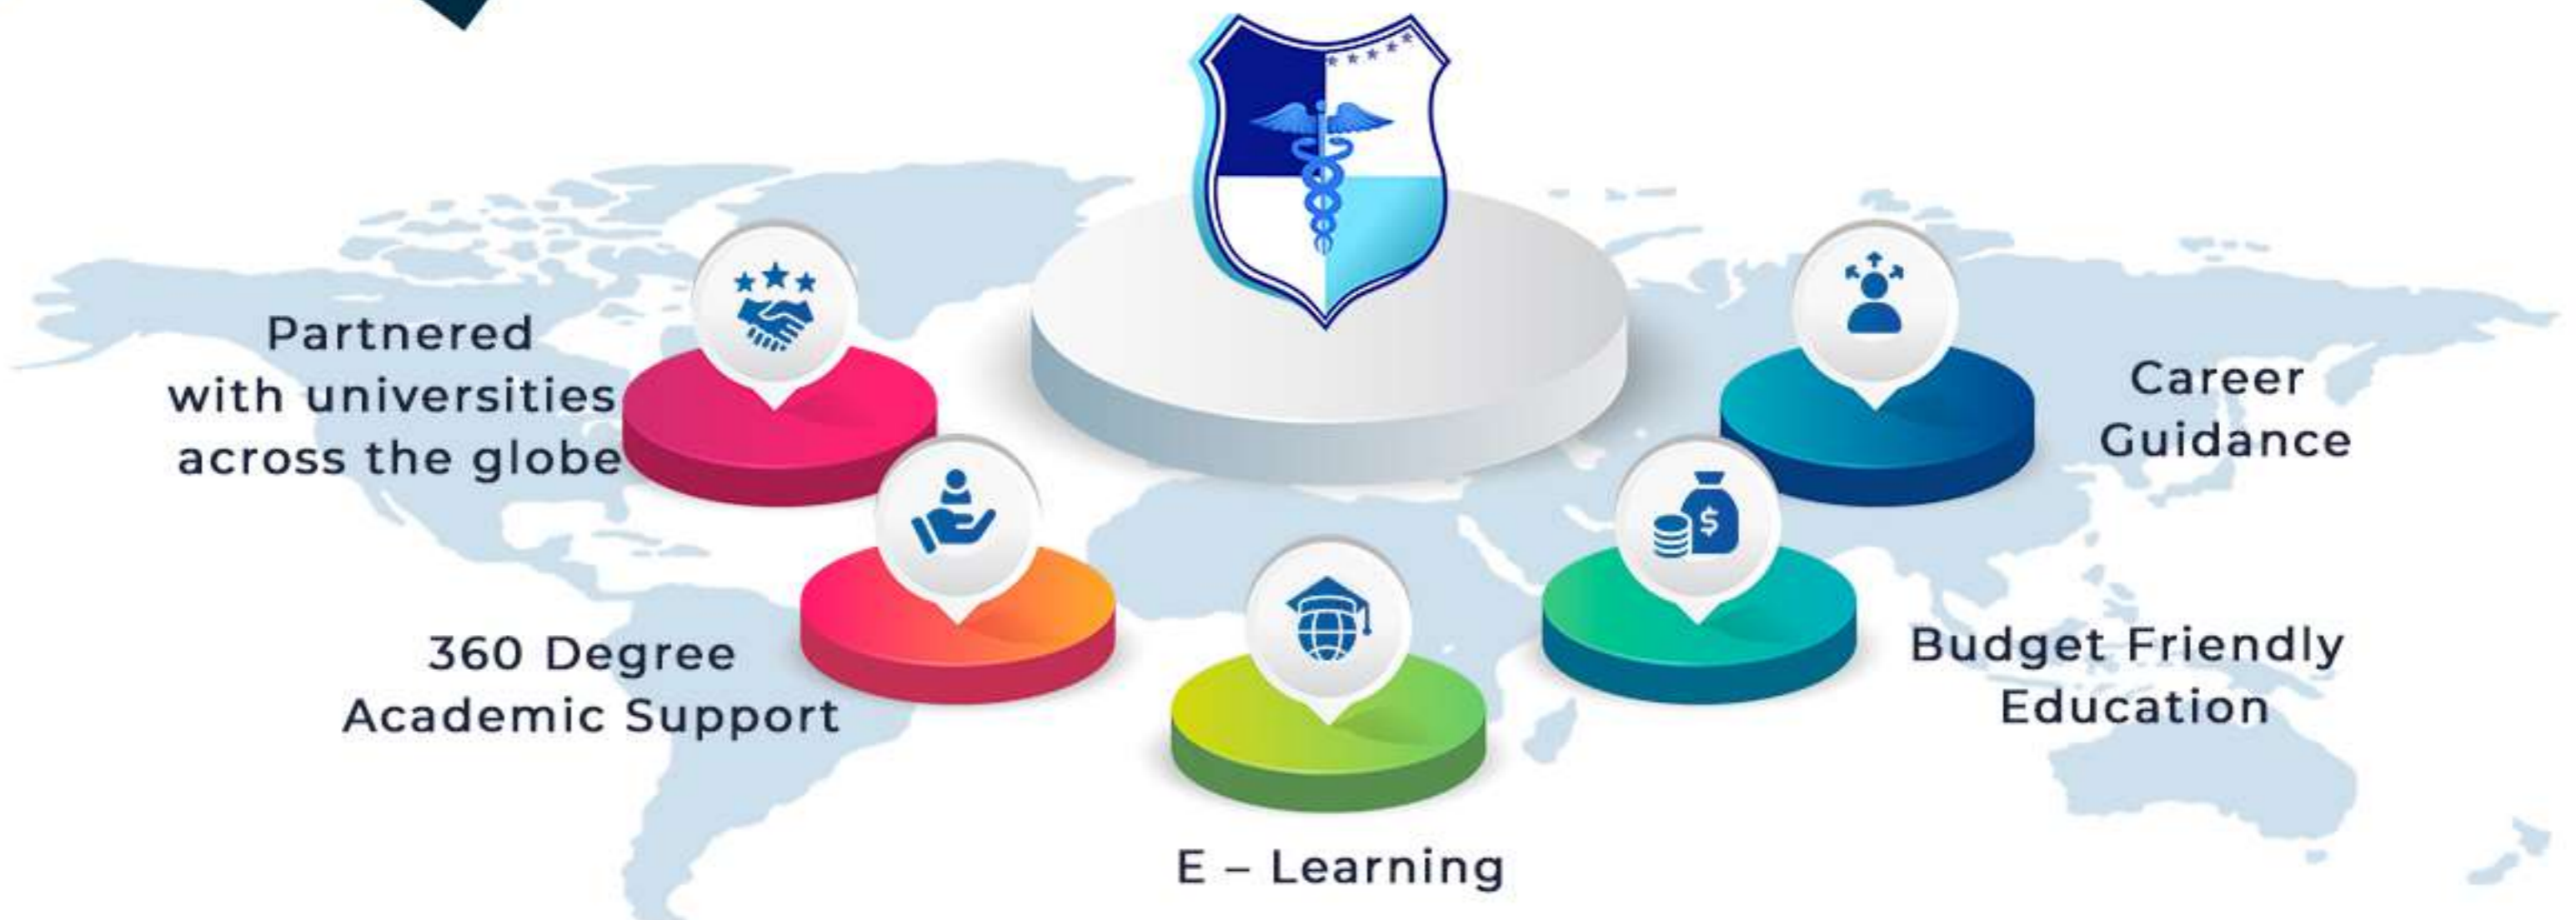 Partnered
with universities
across the globe
360 Degree
Academic Support
E – Learning
Budget Friendly
Education
Career
Guidance
$